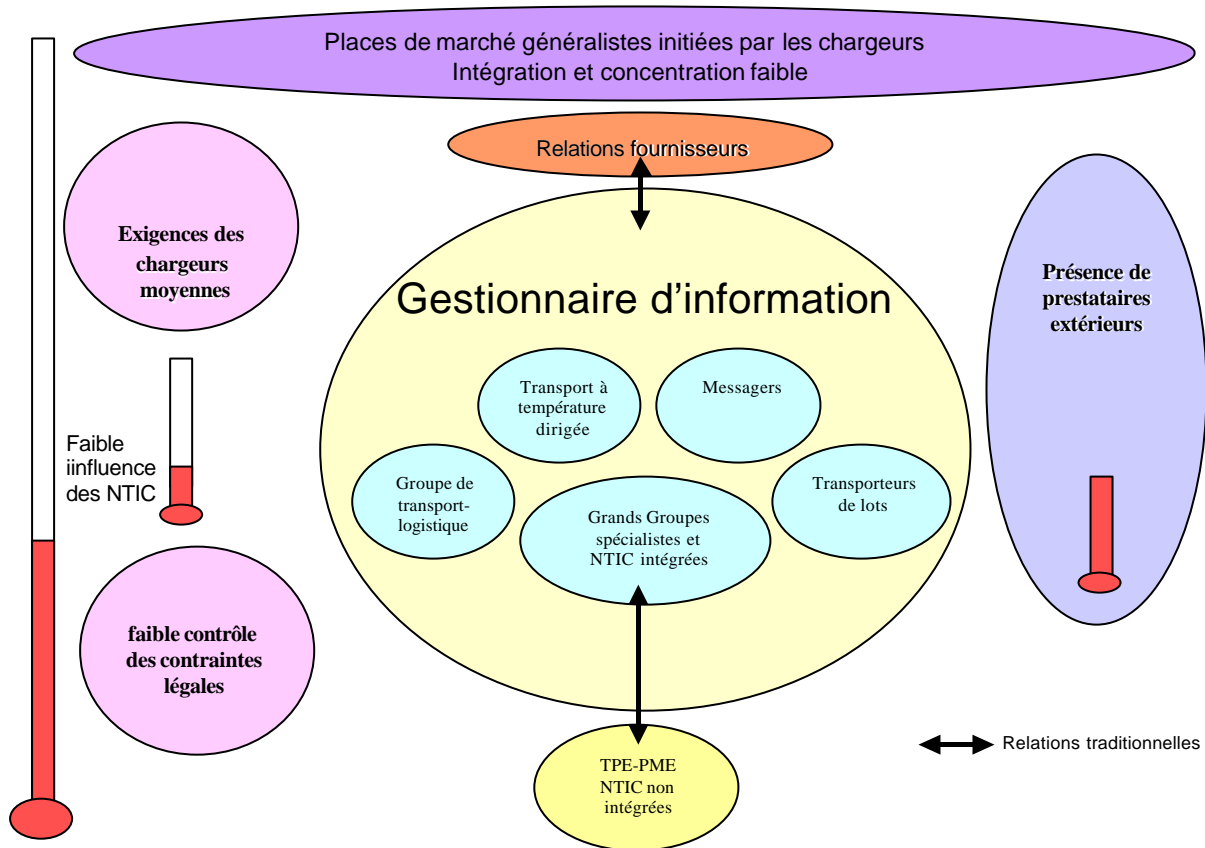 Places de marché généralistes initiées par les chargeurs
Intégration et concentration faible
Relations fournisseurs
Exigences des
chargeurs
moyennes
Présence de
prestataires
extérieurs
Gestionnaire d’information
Transport à
température
dirigée
Messagers
Faible
iinfluence
des NTIC
Groupe de
transport-
logistique
Grands Groupes
spécialistes et
NTIC intégrées
Transporteurs
de lots
faible contrôle
des contraintes
légales
Relations traditionnelles
TPE-PME
NTIC non
intégrées